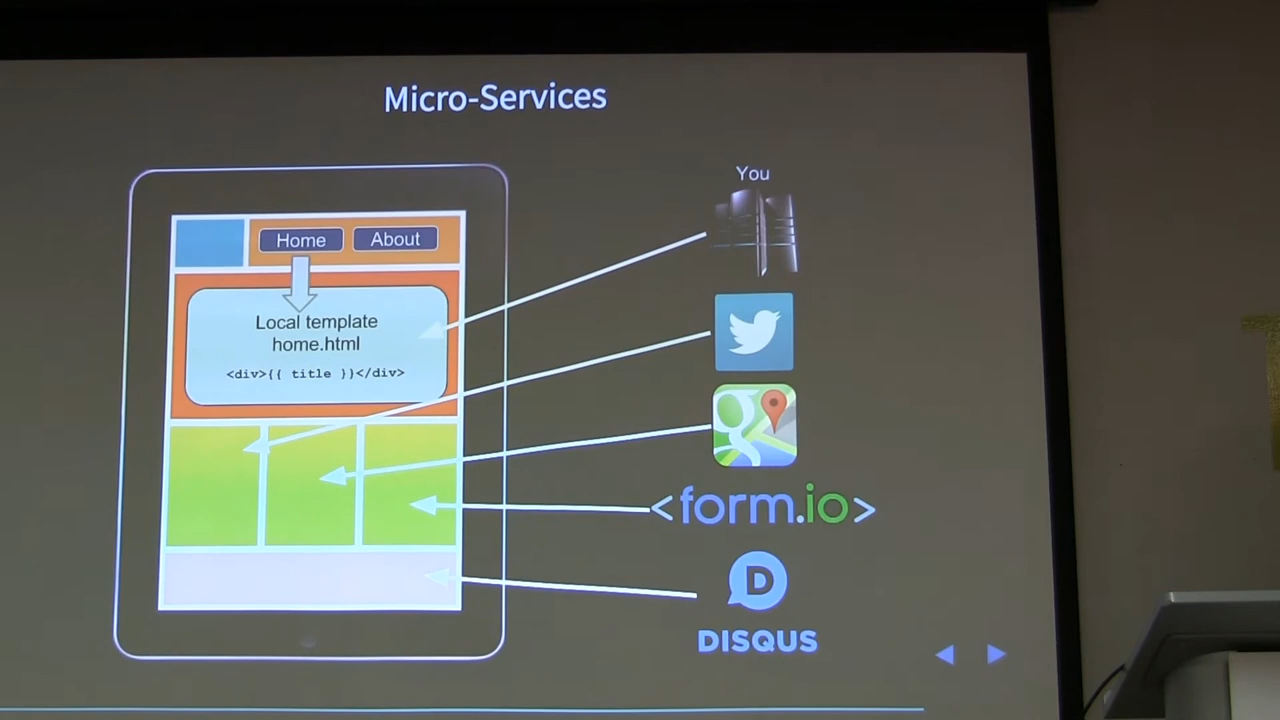 Micro-Services
You
Home
About
Local template
home.html
<div>{{ title }}</div>
<form.io>
D
DISQUS